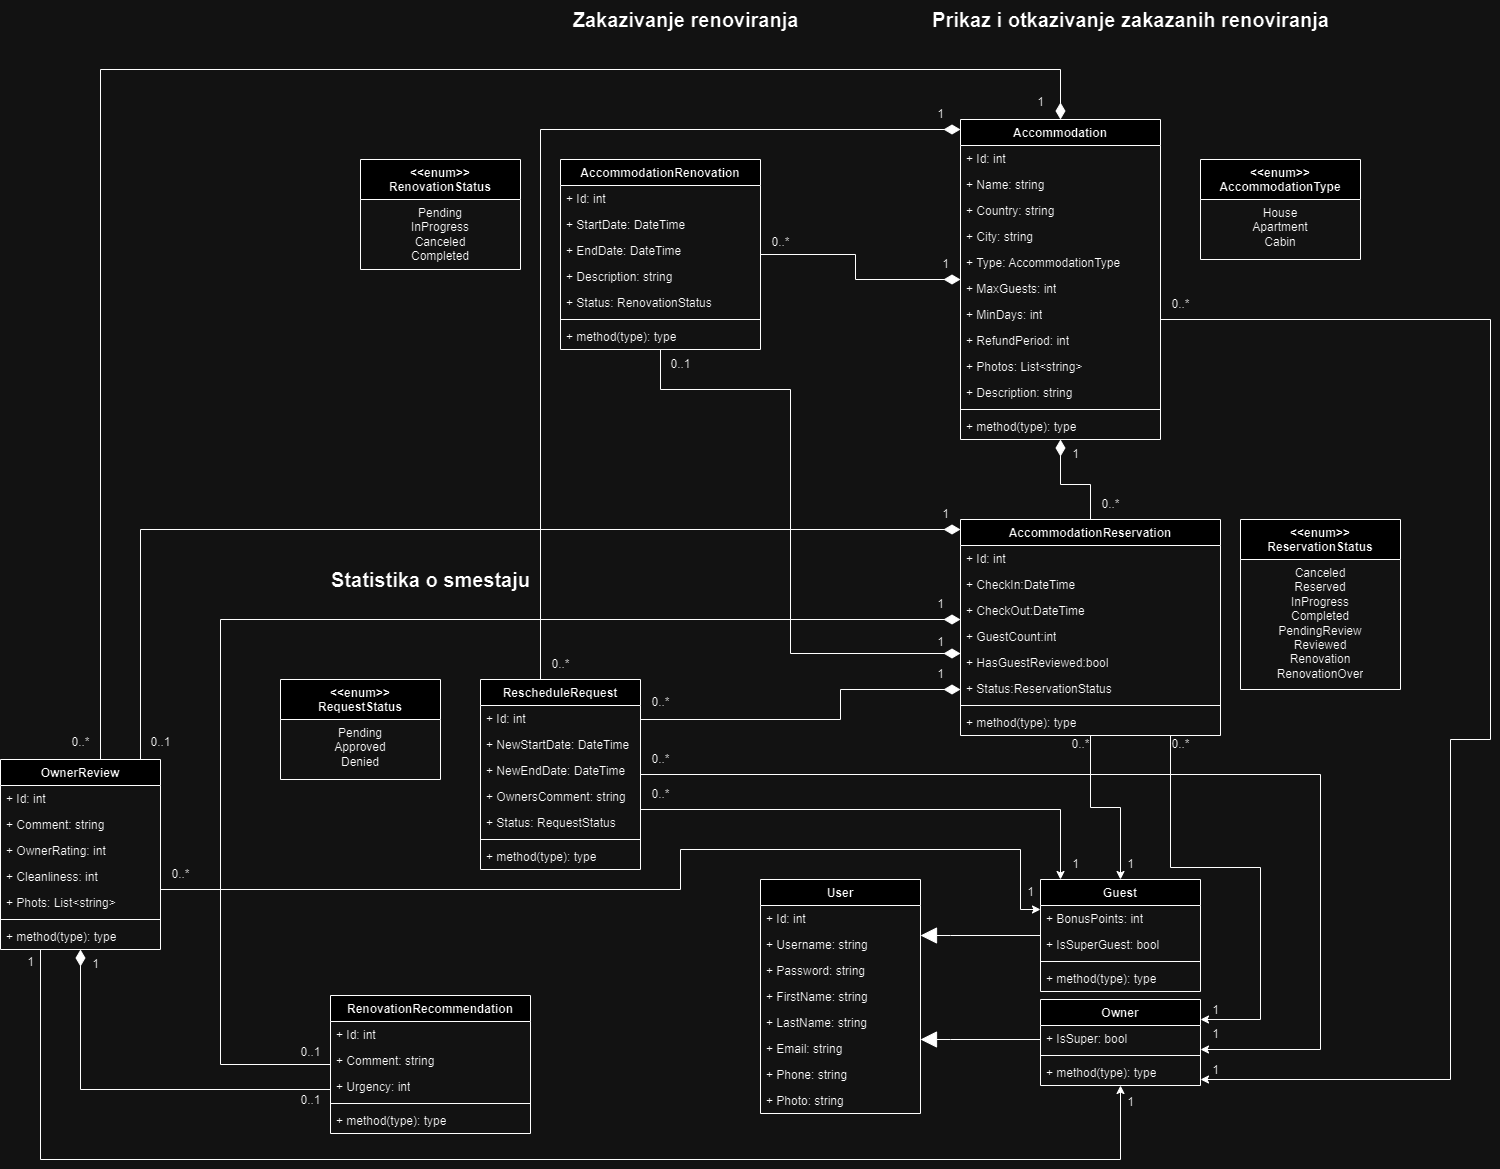 Zakazivanje renoviranja
Prikaz i otkazivanje zakazanih renoviranja
1
1
Accommodation
+ Id: int
+ Name: string
+ Country: string
+ City: string
+ Type: AccommodationType
+ MaxGuests: int
+ MinDays: int
+ RefundPeriod: int
+ Photos: List<string>
+ Description: string
+ method(type): type
<<enum>>
RenovationStatus
Pending
InProgress
Canceled
Completed
AccommodationRenovation
+ Id: int
+ StartDate: DateTime
+ EndDate: DateTime
+ Description: string
+ Status: RenovationStatus
+ method(type): type
0..*
1
0..1
<<enum>>
AccommodationType
House
Apartment
Cabin
0..*
1
0..*
1
AccommodationReservation
+ Id: int
+ CheckIn:DateTime
+ CheckOut:DateTime
+ GuestCount:int
+ HasGuestReviewed:bool
+ Status:ReservationStatus
+ method(type): type
1
1
1
0..*
0..*
<<enum>>
ReservationStatus
Canceled
Reserved
InProgress
Completed
PendingReview
Reviewed
Renovation
RenovationOver
Statistika o smestaju
<<enum>>
RequestStatus
Pending
Approved
Denied
0..*
RescheduleRequest
+ Id: int
+ NewStartDate: DateTime
+ NewEndDate: DateTime
+ OwnersComment: string
+ Status: RequestStatus
+ method(type): type
0..*
0..*
0..*
0..*
0..1
OwnerReview
+ Id: int
+ Comment: string
+ OwnerRating: int
+ Cleanliness: int
+ Phots: List<string>
+ method(type): type
0..*
1
1
User
+ Id: int
+ Username: string
+ Password: string
+ FirstName: string
+ LastName: string
+ Email: string
+ Phone: string
+ Photo: string
1
1
1
Guest
+ BonusPoints: int
+ IsSuperGuest: bool
+ method(type): type
Owner
+ IsSuper: bool
+ method(type): type
1
1
1
1
RenovationRecommendation
+ Id: int
+ Comment: string
+ Urgency: int
+ method(type): type
0..1
0..1